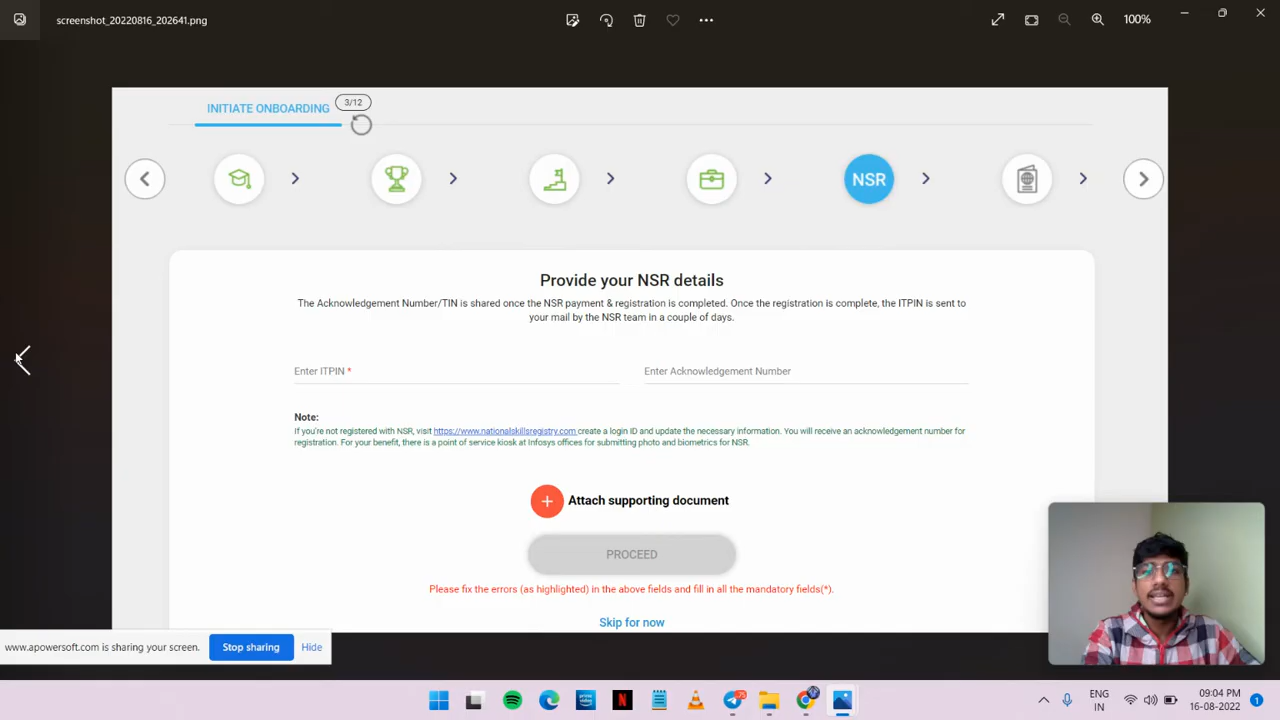 screenshot_20220816_202641.png
100%
INITIATE ONBOARDING
3/12
NSR
Provide your NSR details
The Acknowledgement Number/TIN is shared once the NSR payment & registration is completed. Once the registration is complete, the ITPIN is sent to
your mail by the NSR team in a couple of days.
Enter ITPIN *
Enter Acknowledgement Number
Note:
If you're not registered with NSR, visit https://www.nationalskillsregistry.com create a login ID and update the necessary information. You will receive an acknowledgement number for
registration. For your benefit, there is a point of service kiosk at Infosys offices for submitting photo and biometrics for NSR.
Attach supporting document
PROCEED
Please fix the errors (as highlighted) in the above fields and fill in all the mandatory fields(*).
Skip for now
www.apowersoft.com is sharing your screen.
Stop sharing
Hide
prime video
N
75
ENG
IN
09:04 PM
16-08-2022
1